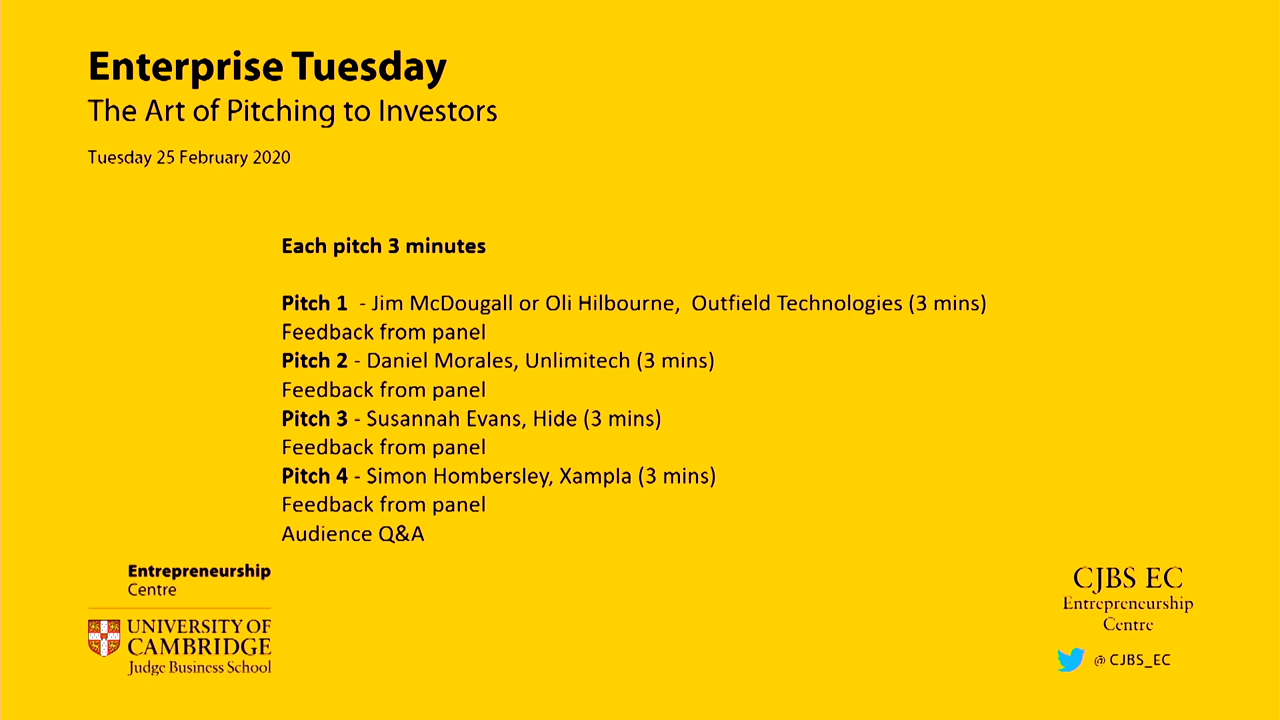 Enterprise Tuesday
The Art of Pitching to Investors
Tuesday 25 February 2020
Each pitch 3 minutes
Pitch 1 - Jim McDougall or Oli Hilbourne, Outfield Technologies (3 mins)
Feedback from panel
Pitch 2 - Daniel Morales, Unlimitech (3 mins)
Feedback from panel
Pitch 3 - Susannah Evans, Hide (3 mins)
Feedback from panel
Pitch 4 - Simon Hombersley, Xampla (3 mins)
Feedback from panel
Audience Q&A
Entrepreneurship
Centre
UNIVERSITY OF
CAMBRIDGE
Judge Business School
CJBS EC
Entrepreneurship
Centre
@ CJBS_EC